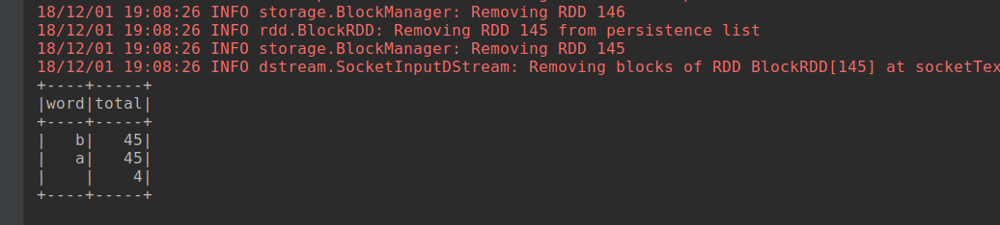 18/12/01 19:08:26 INFO storage.BlockManager: Removing RDD 146
18/12/01 19:08:26 INFO rdd.BlockRDD: Removing RDD 145 from persistence list
18/12/01 19:08:26 INFO storage.BlockManager: Removing RDD 145
18/12/01 19:08:26 INFO dstream.SocketInputDStream: Removing blocks of RDD BlockRDD[145] at socketTex
+----+-----+
|word|total|
+----+-----+
|   b|   45|
|   a|   45|
|    |    4|
+----+-----+